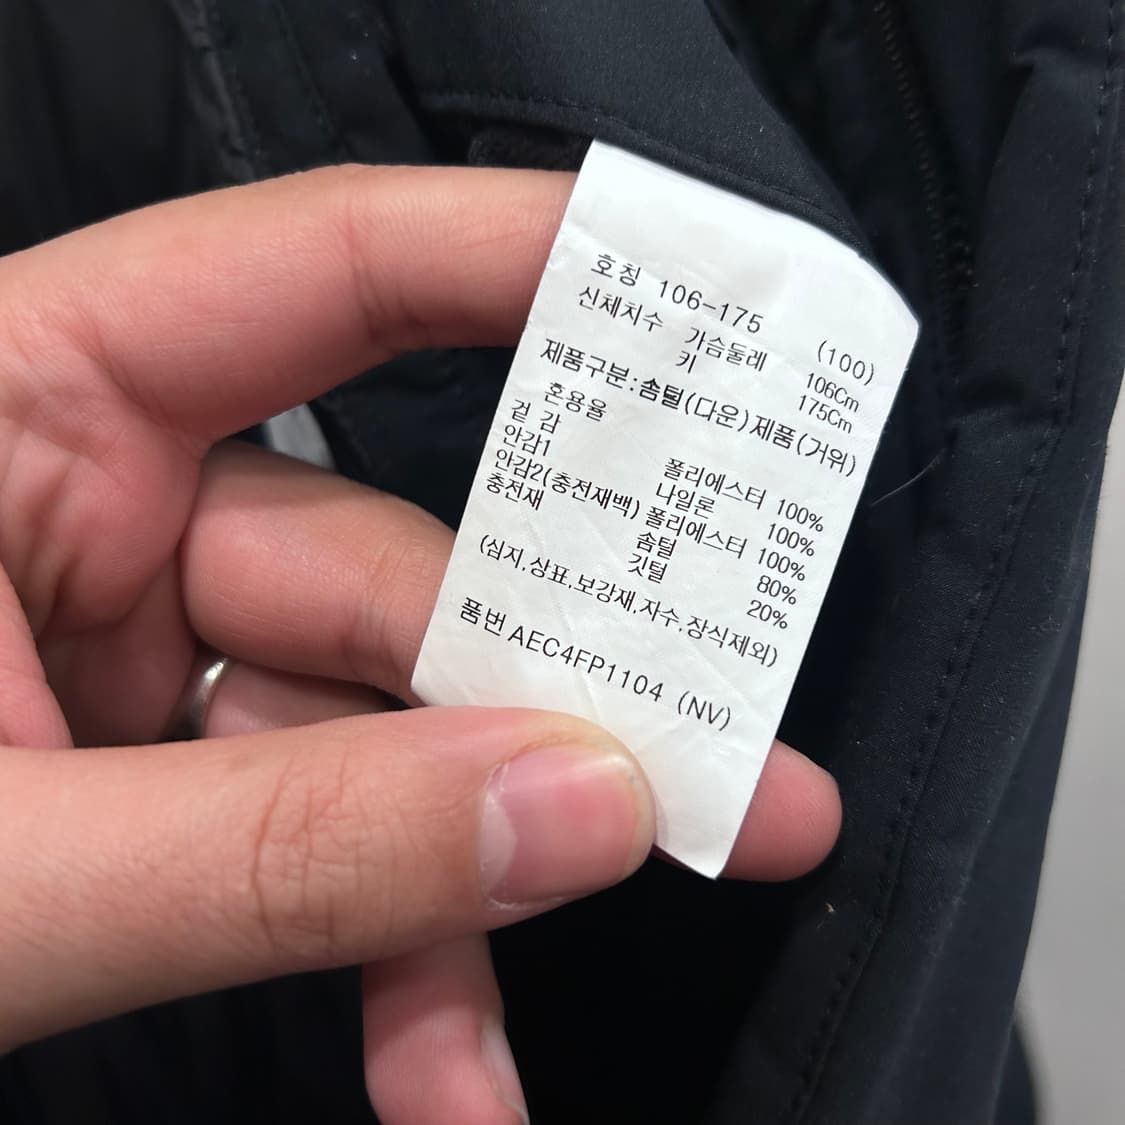 호칭 106-175 (100)
신체치수 가슴둘레 106Cm
키 175Cm
제품구분:솜털(다운)제품(거위)
혼용율
겉 감 폴리에스터 100%
안감1 나일론 100%
안감2(충전재백) 폴리에스터 100%
충전재 솜털 80%
깃털 20%
(심지,상표,보강재,자수,장식제외)
품번 AEC4FP1104 (NV)